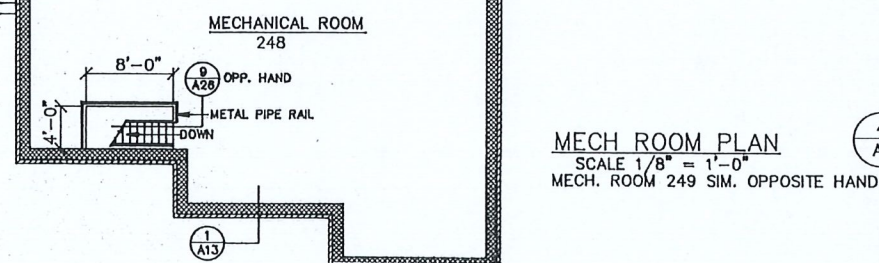 MECHANICAL ROOM
248
8'-0"
9
A26
OPP. HAND
4'-0"
METAL PIPE RAIL
DOWN
MECH ROOM PLAN
SCALE 1/8" = 1'-0"
MECH. ROOM 249 SIM. OPPOSITE HAND
1
A13